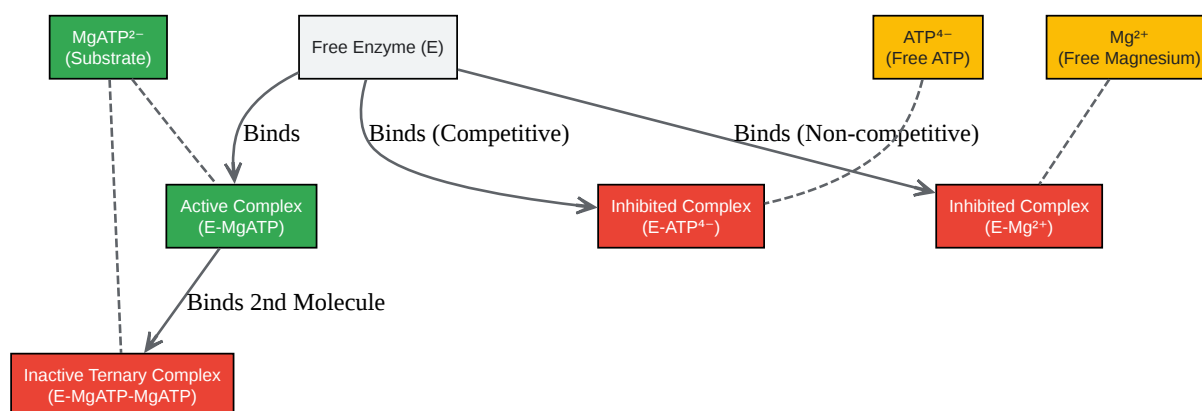 MgATP²⁻
(Substrate)
Free Enzyme (E)
ATP⁴⁻
(Free ATP)
Mg²⁺
(Free Magnesium)
Binds
Binds (Competitive)
Binds (Non-competitive)
Active Complex
(E-MgATP)
Inhibited Complex
(E-ATP⁴⁻)
Inhibited Complex
(E-Mg²⁺)
Binds 2nd Molecule
Inactive Ternary Complex
(E-MgATP-MgATP)